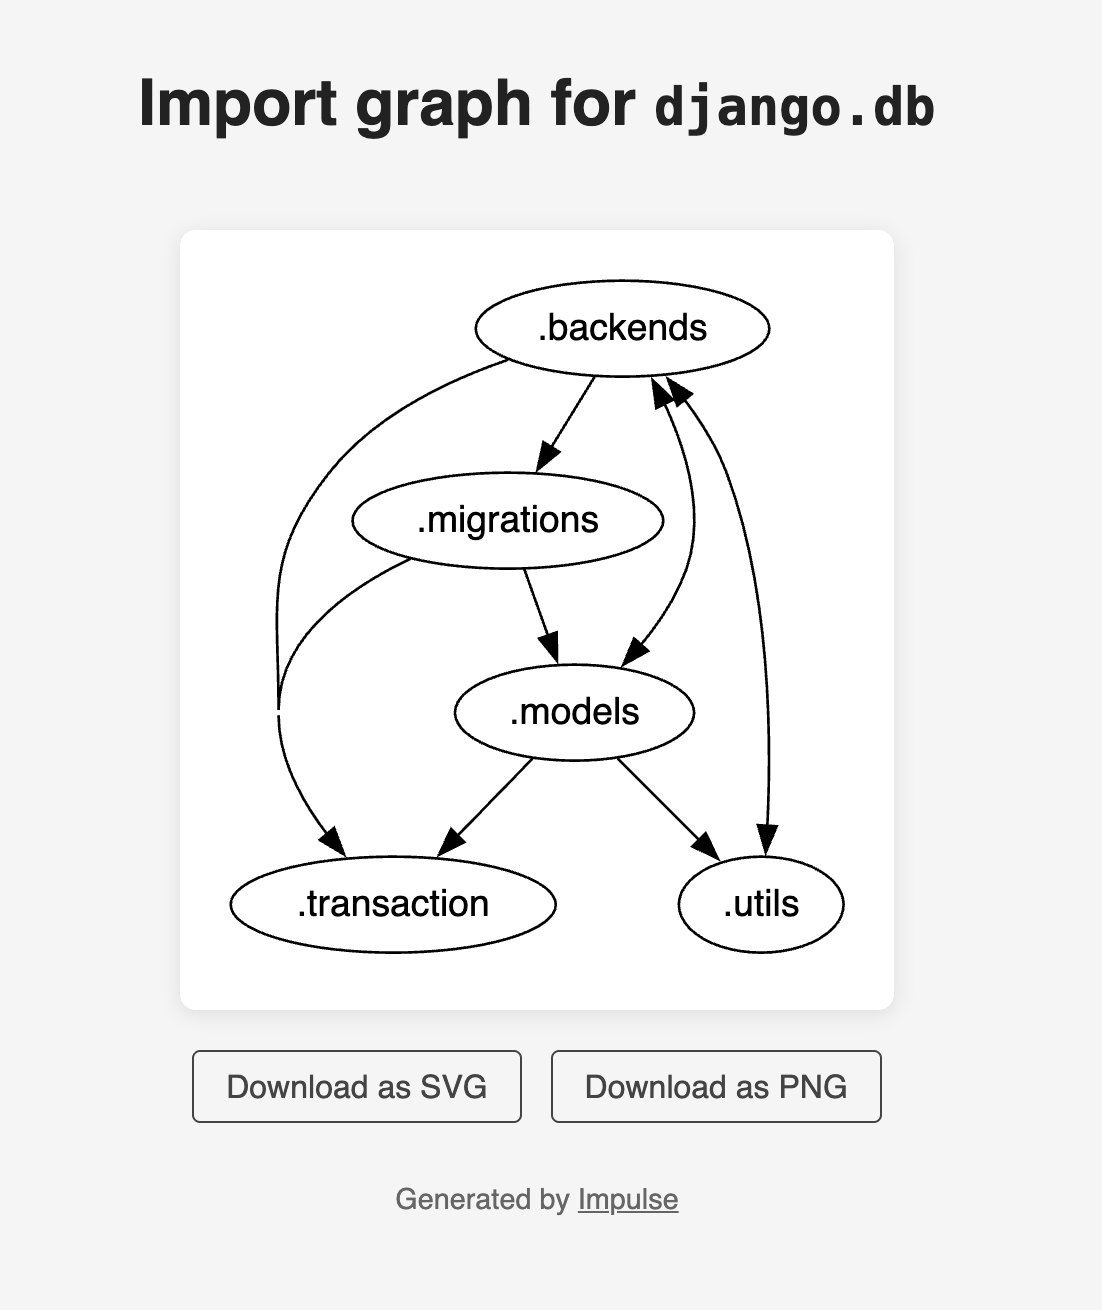 Import graph for django.db
.backends
.migrations
.models
.transaction
.utils
Download as SVG
Download as PNG
Generated by Impulse